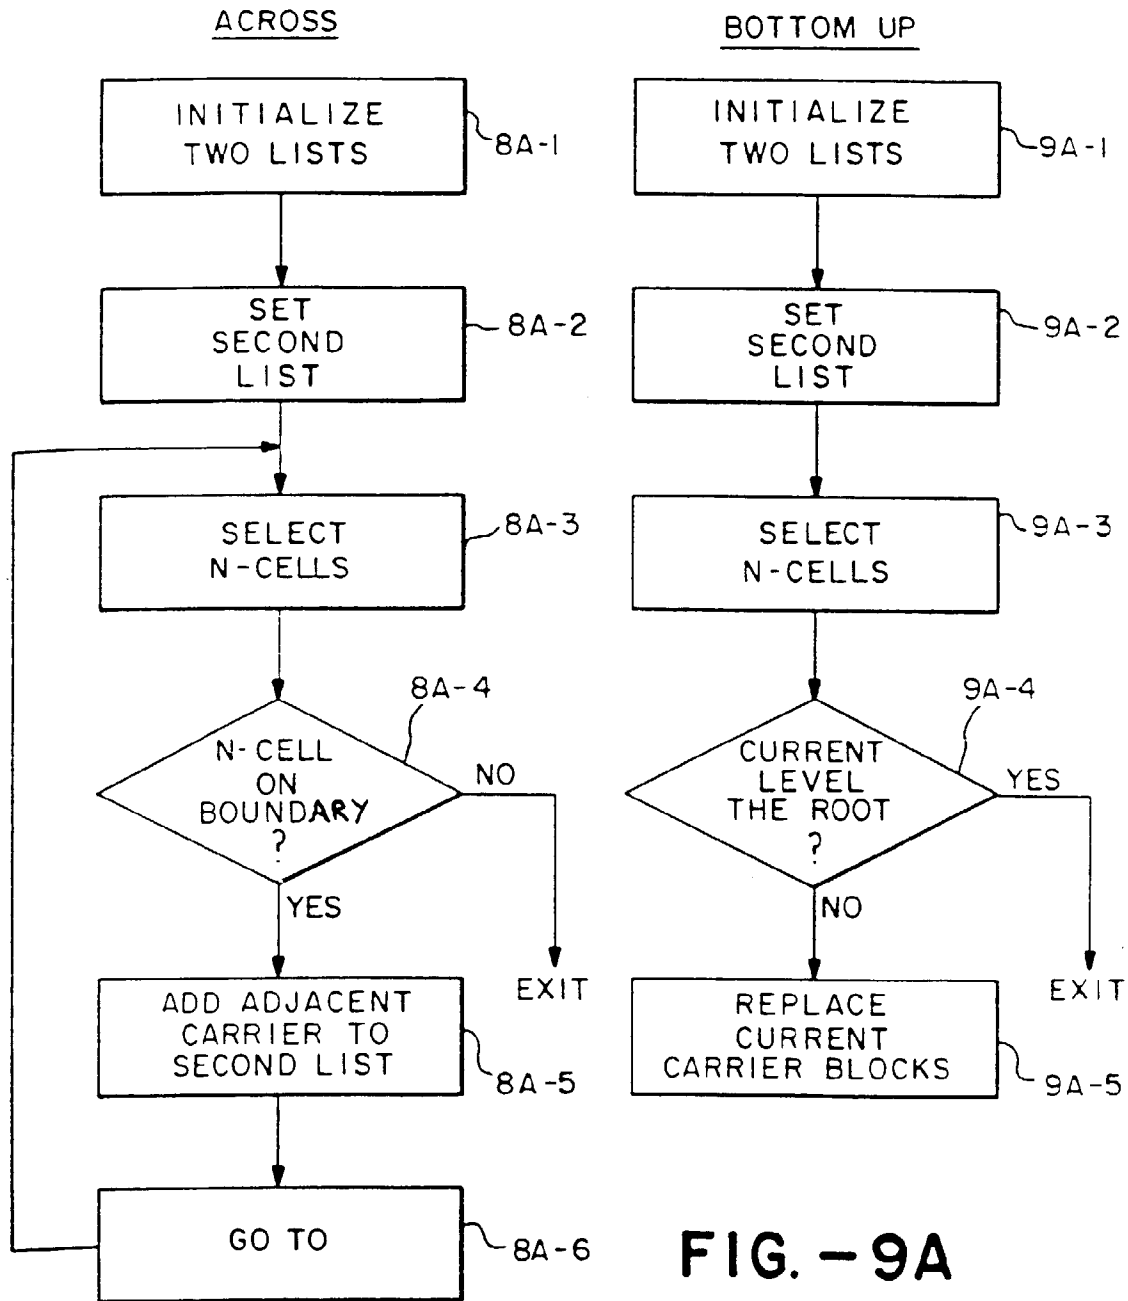 ACROSS
INITIALIZE
TWO LISTS
8A-1
SET
SECOND
LIST
8A-2
SELECT
N-CELLS
8A-3
8A-4
N-CELL
ON
BOUNDARY
?
NO
YES
EXIT
ADD ADJACENT
CARRIER TO
SECOND LIST
8A-5
GO TO
8A-6
BOTTOM UP
INITIALIZE
TWO LISTS
9A-1
SET
SECOND
LIST
9A-2
SELECT
N-CELLS
9A-3
9A-4
CURRENT
LEVEL
THE ROOT
?
YES
NO
EXIT
REPLACE
CURRENT
CARRIER BLOCKS
9A-5
FIG. - 9A